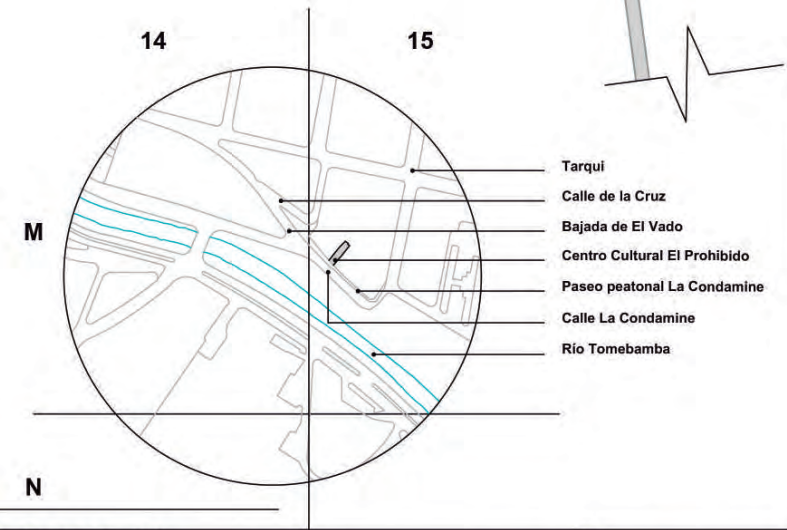 14
15
Tarqui
Calle de la Cruz
M
Bajada de El Vado
Centro Cultural El Prohibido
Paseo peatonal La Condamine
Calle La Condamine
Río Tomebamba
N